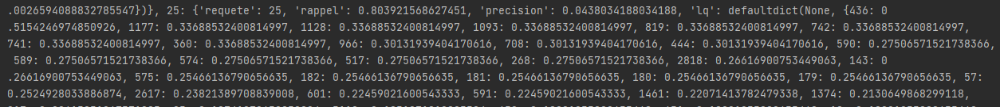 .0026594088832785547})}, 25: {'requete': 25, 'rappel': 0.803921568627451, 'precision': 0.0438034188034188, 'lq': defaultdict(None, {436: 0
.5154246974850926, 1177: 0.33688532400814997, 1128: 0.33688532400814997, 1093: 0.33688532400814997, 819: 0.33688532400814997, 742: 0.33688532400814997,
741: 0.33688532400814997, 360: 0.33688532400814997, 966: 0.30131939404170616, 708: 0.30131939404170616, 444: 0.30131939404170616, 590: 0.27506571521738366,
589: 0.27506571521738366, 574: 0.27506571521738366, 517: 0.27506571521738366, 268: 0.27506571521738366, 2818: 0.26616900753449063, 143: 0
.26616900753449063, 575: 0.25466136790656635, 182: 0.25466136790656635, 181: 0.25466136790656635, 180: 0.25466136790656635, 179: 0.25466136790656635, 57:
0.2524928033886874, 2617: 0.23821389708839008, 601: 0.22459021600543333, 591: 0.22459021600543333, 1461: 0.22071413782479338, 1374: 0.2130649868299118,